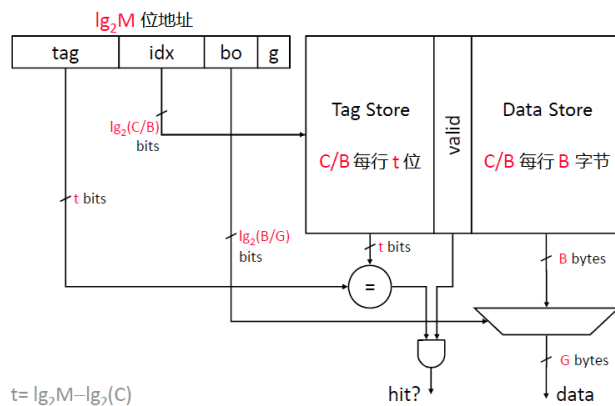 lg₂M 位地址
tag idx bo g
lg₂(C/B)
bits
Tag Store
C/B 每行 t 位
valid
Data Store
C/B 每行 B 字节
t bits
lg₂(B/G)
bits
t bits
=
B bytes
G bytes
t= lg₂M–lg₂(C)
hit?
data